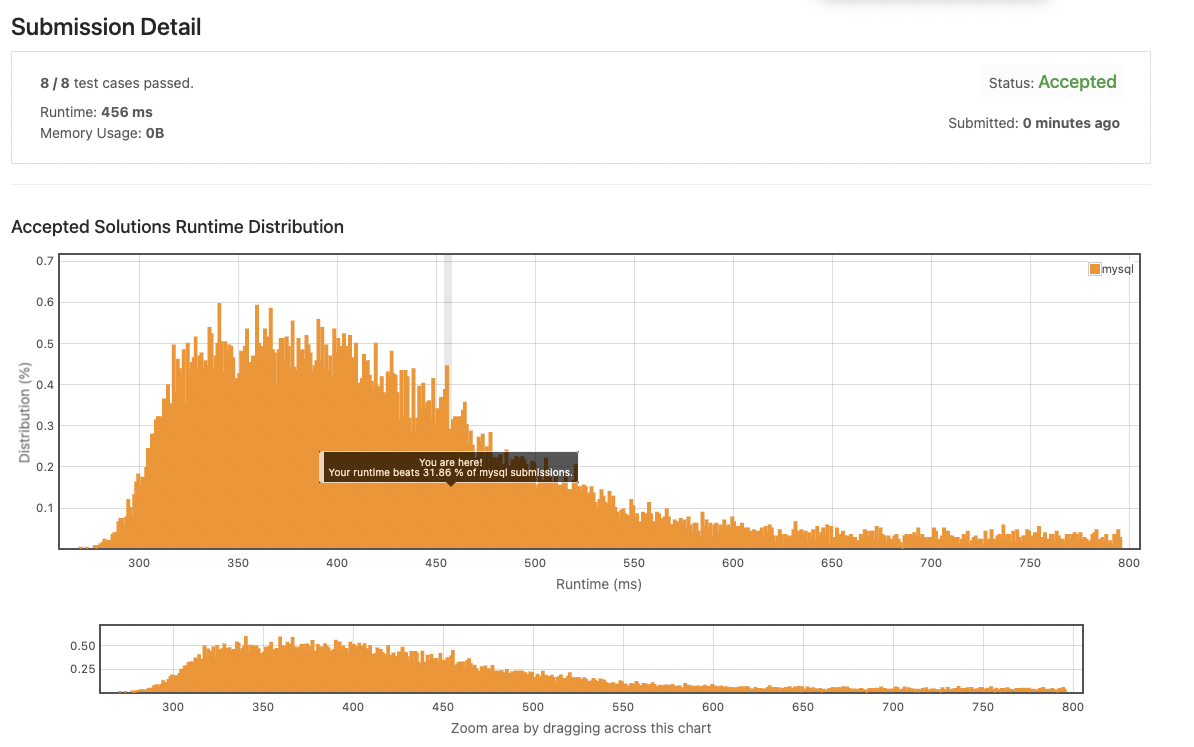 Submission Detail
8 / 8 test cases passed.
Status: Accepted
Runtime: 456 ms
Memory Usage: 0B
Submitted: 0 minutes ago
Accepted Solutions Runtime Distribution
mysql
0.7
0.6
0.5
0.4
0.3
0.2
0.1
Distribution (%)
You are here!
Your runtime beats 31.86 % of mysql submissions.
300 350 400 450 500 550 600 650 700 750 800
Runtime (ms)
0.50
0.25
300 350 400 450 500 550 600 650 700 750 800
Zoom area by dragging across this chart